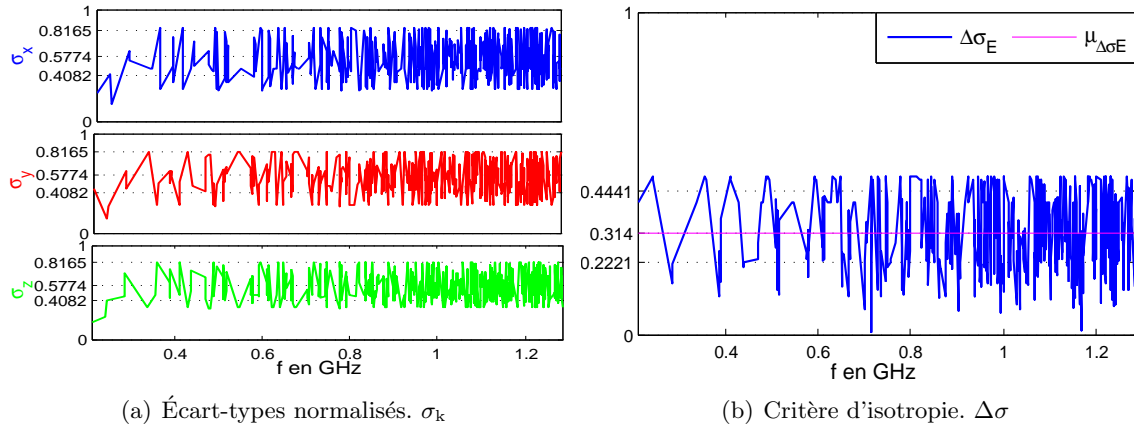 1
0.8165
0.5774
0.4082
0
σx
1
0.8165
0.5774
0.4082
0
σy
1
0.8165
0.5774
0.4082
0
σz
0.4 0.6 0.8 1 1.2
f en GHz
(a) Écart-types normalisés. σk
1
0.4441
0.314
0.2221
0
ΔσE μΔσE
0.4 0.6 0.8 1 1.2
f en GHz
(b) Critère d'isotropie. Δσ